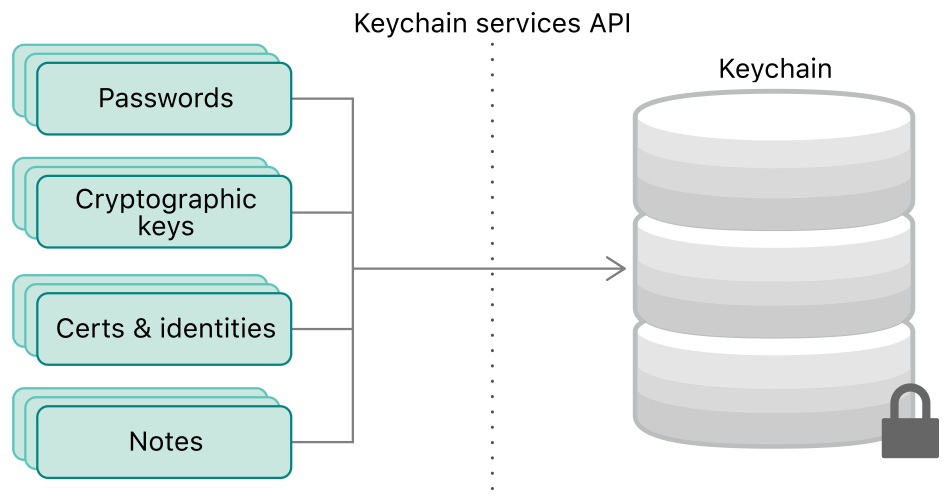 Keychain services API
Keychain
Passwords
Cryptographic
keys
Certs & identities
Notes